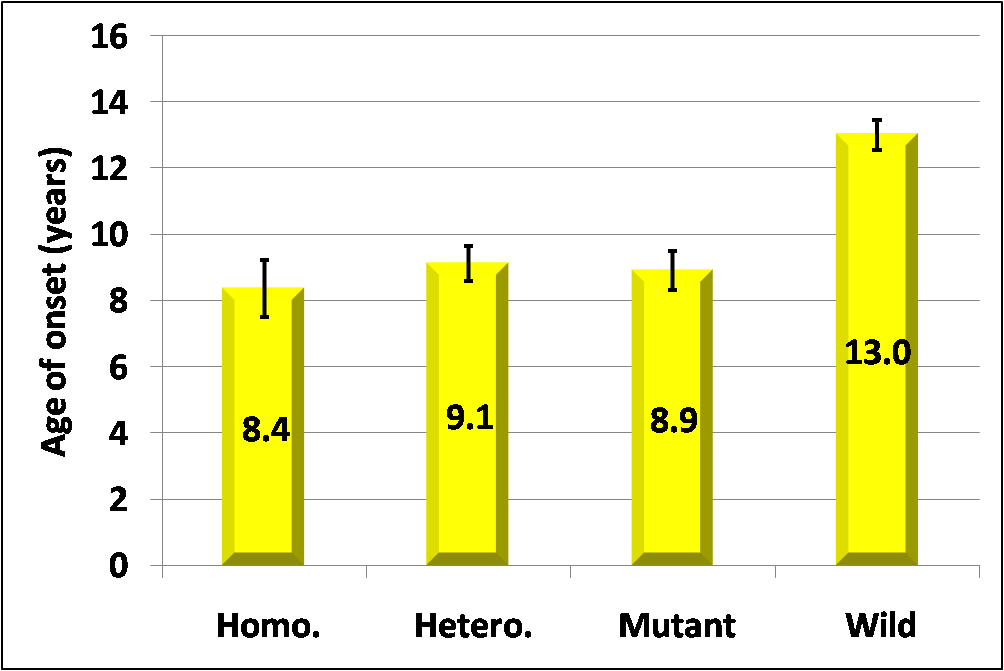 Age of onset (years)
16
14
12
10
8
6
4
2
0
8.4
9.1
8.9
13.0
Homo.
Hetero.
Mutant
Wild